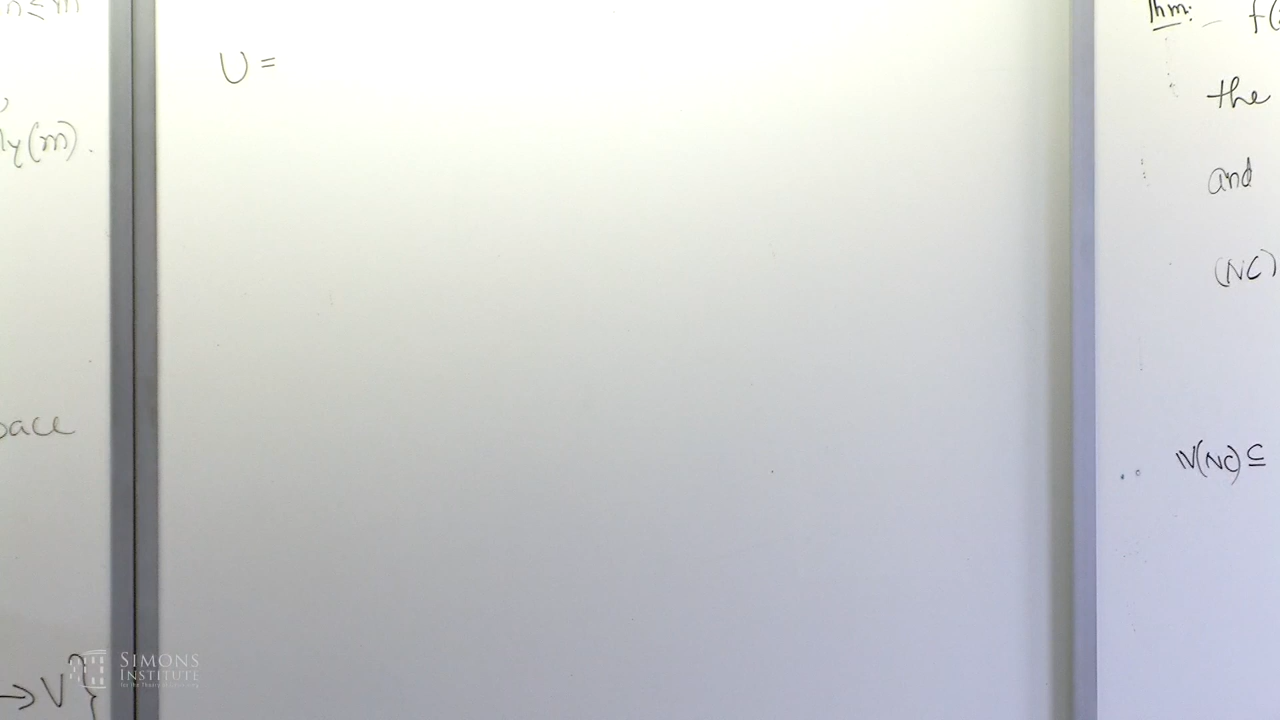 n ≤ m
ly(m).
pace
→ V }
U =
Thm: - f(
the
and
(NC)
N(NC) ⊆
SIMONS
INSTITUTE